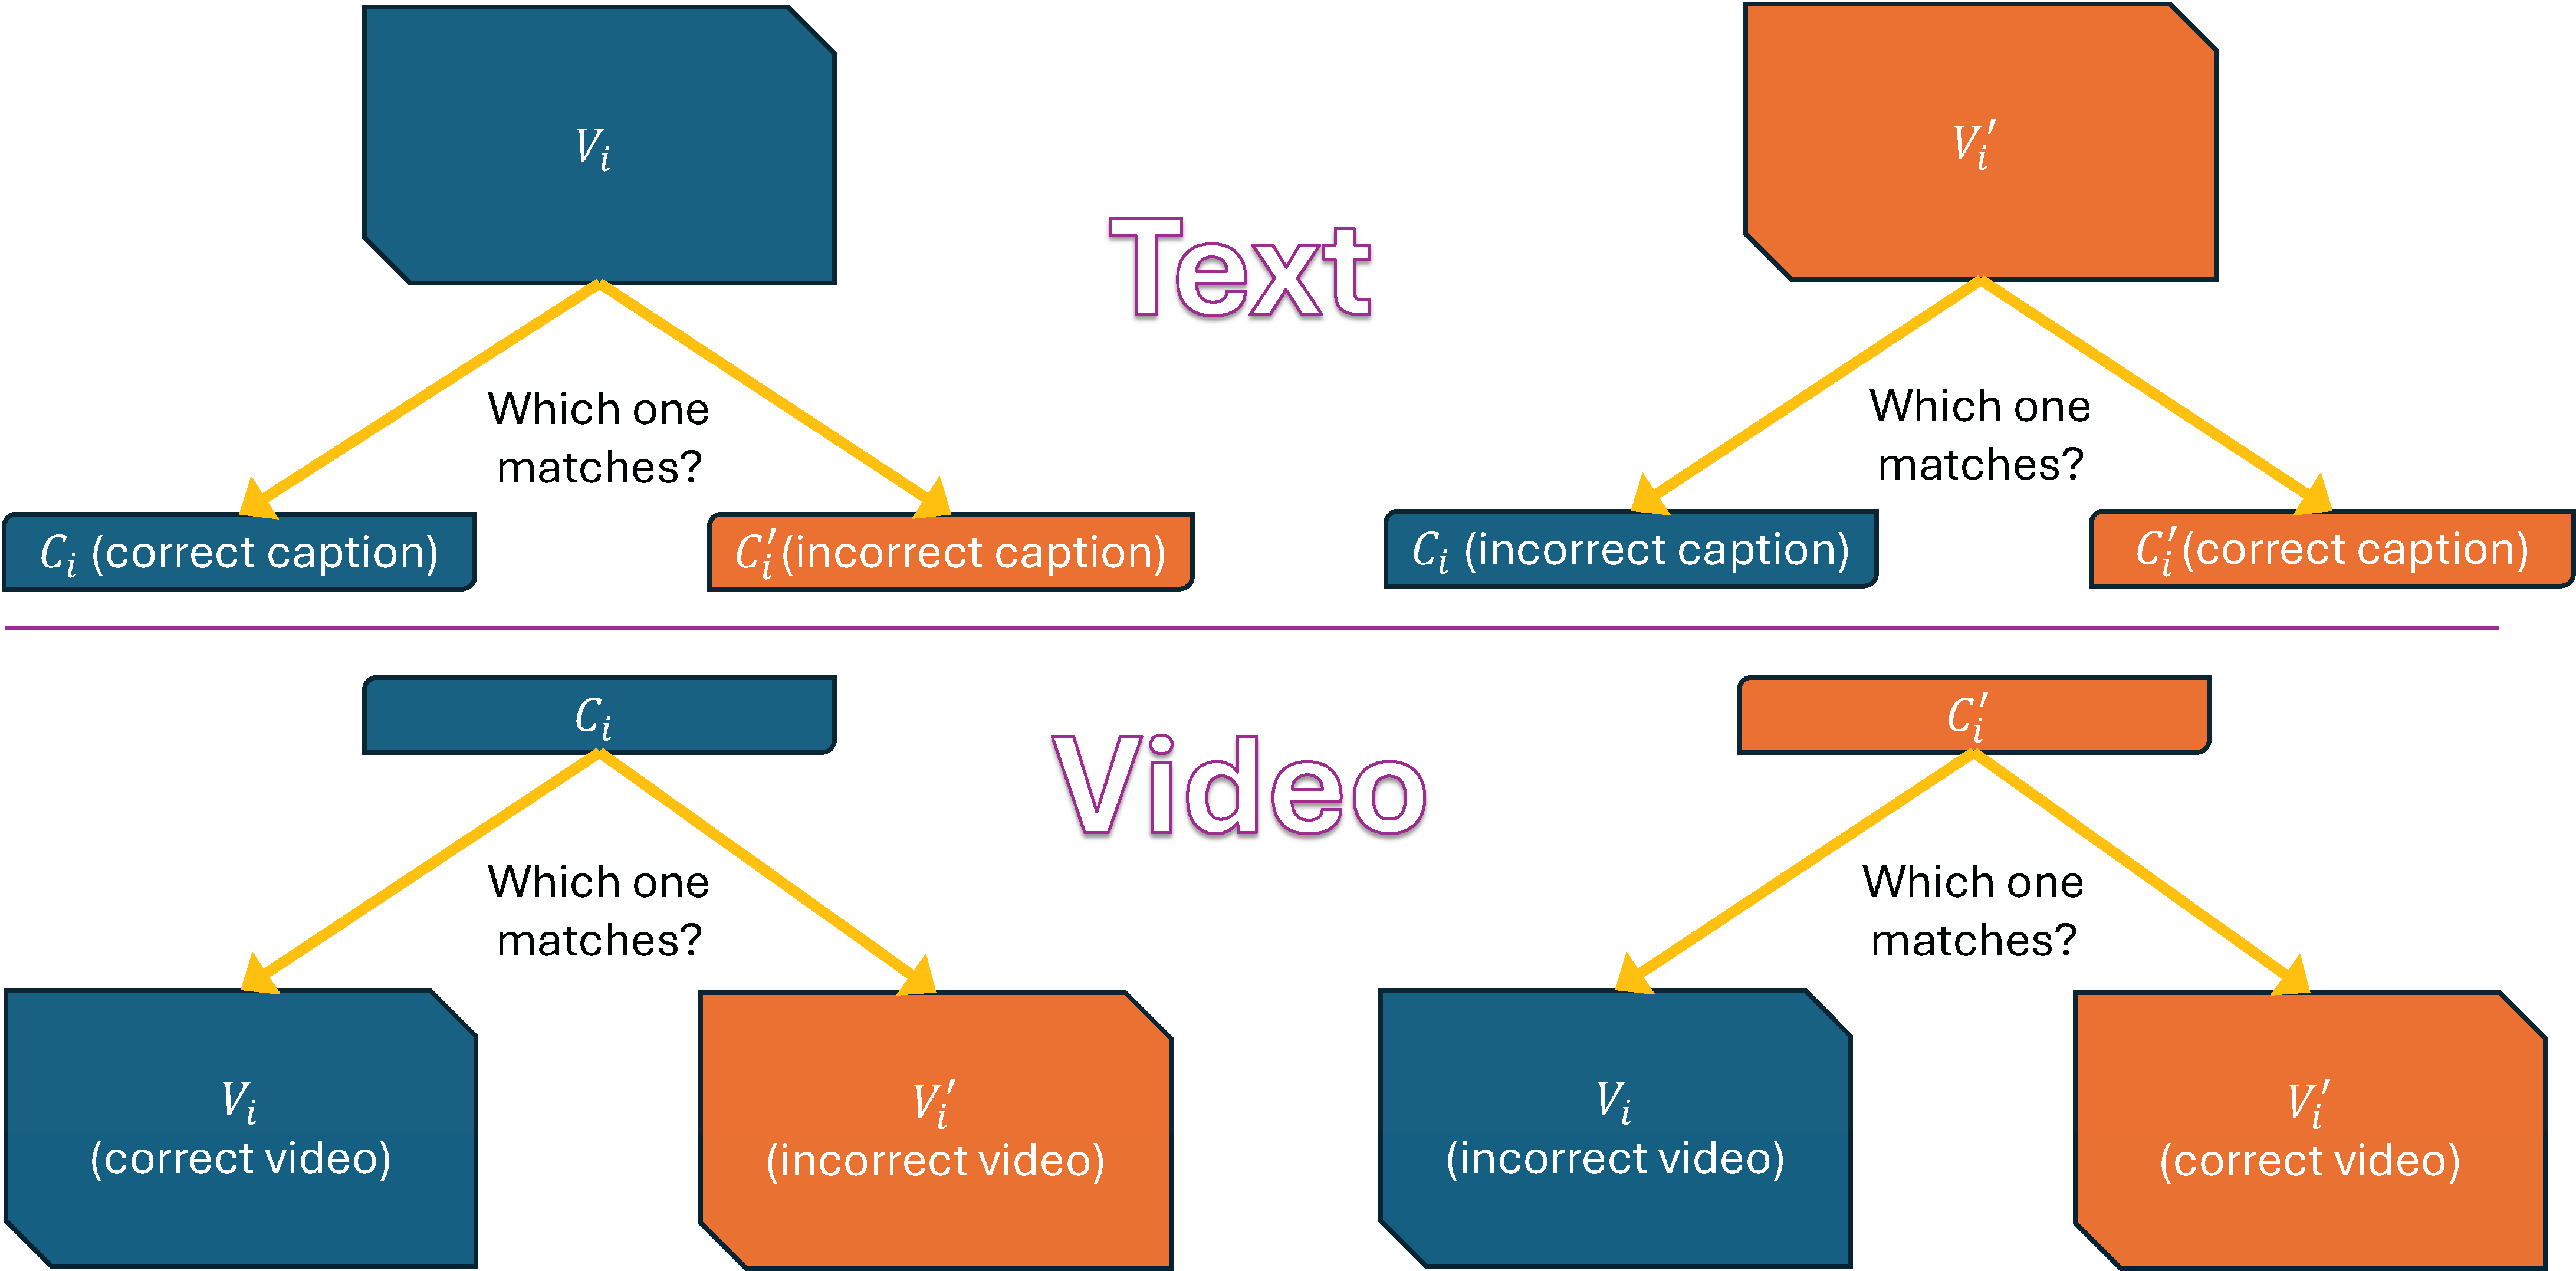 V_i
V_i'
Text
Which one
matches?
Which one
matches?
C_i (correct caption)
C_i'(incorrect caption)
C_i (incorrect caption)
C_i'(correct caption)
C_i
C_i'
Video
Which one
matches?
Which one
matches?
V_i
(correct video)
V_i'
(incorrect video)
V_i
(incorrect video)
V_i'
(correct video)